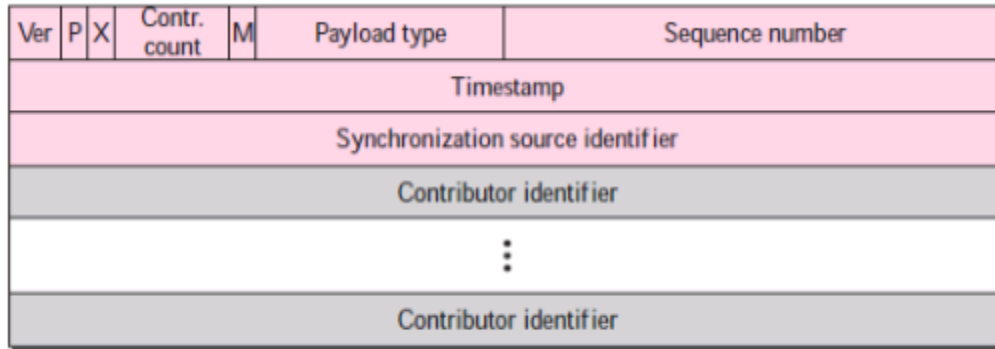 Ver P X Contr. count M Payload type Sequence number
Timestamp
Synchronization source identifier
Contributor identifier
Contributor identifier